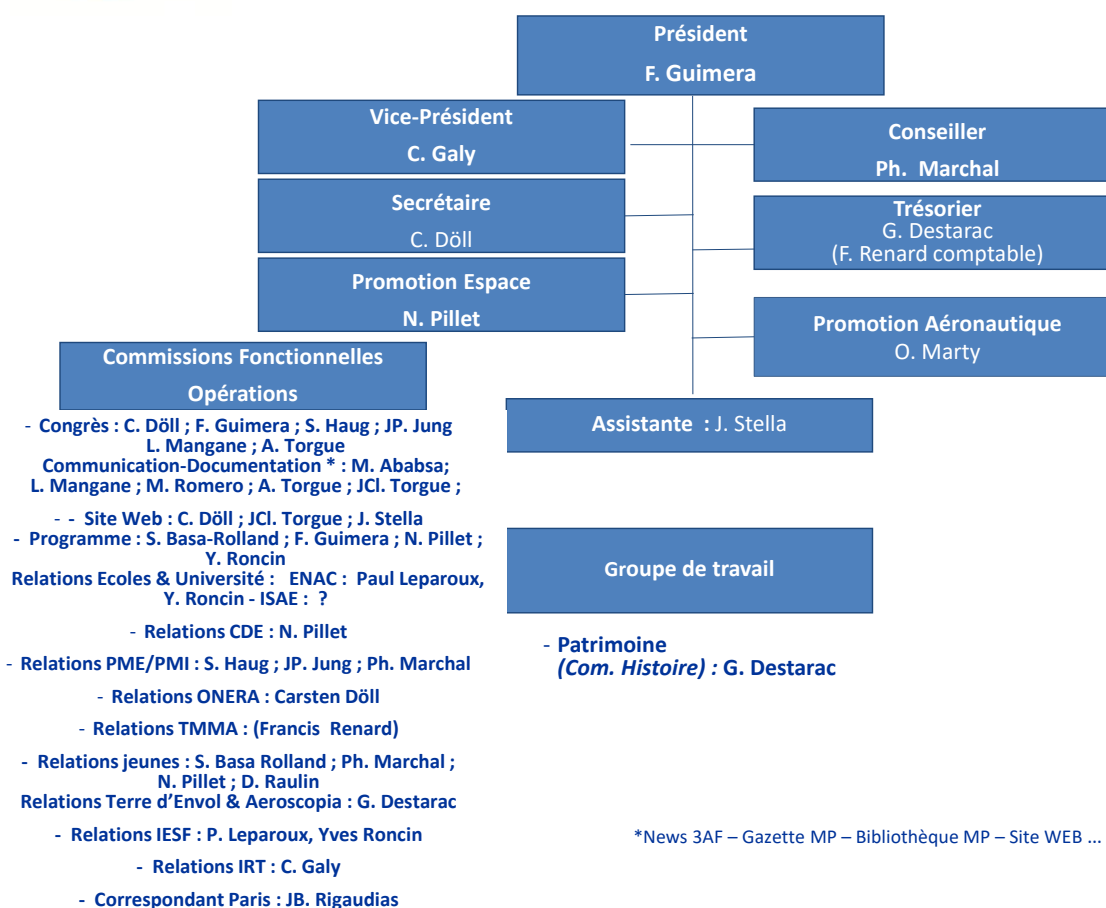 Président
F. Guimera
Vice-Président
C. Galy
Conseiller
Ph. Marchal
Secrétaire
C. Döll
Trésorier
G. Destarac
(F. Renard comptable)
Promotion Espace
N. Pillet
Promotion Aéronautique
O. Marty
Commissions Fonctionnelles
Opérations
- Congrès : C. Döll ; F. Guimera ; S. Haug ; JP. Jung
L. Mangane ; A. Torgue
Communication-Documentation * : M. Ababsa;
L. Mangane ; M. Romero ; A. Torgue ; JCl. Torgue ;
- - Site Web : C. Döll ; JCl. Torgue ; J. Stella
- Programme : S. Basa-Rolland ; F. Guimera ; N. Pillet ;
Y. Roncin
Relations Ecoles & Université : ENAC : Paul Leparoux,
Y. Roncin - ISAE : ?
- Relations CDE : N. Pillet
- Relations PME/PMI : S. Haug ; JP. Jung ; Ph. Marchal
- Relations ONERA : Carsten Döll
- Relations TMMA : (Francis Renard)
- Relations jeunes : S. Basa Rolland ; Ph. Marchal ;
N. Pillet ; D. Raulin
Relations Terre d’Envol & Aeroscopia : G. Destarac
- Relations IESF : P. Leparoux, Yves Roncin
- Relations IRT : C. Galy
- Correspondant Paris : JB. Rigaudias
Assistante : J. Stella
Groupe de travail
- Patrimoine
(Com. Histoire) : G. Destarac
*News 3AF – Gazette MP – Bibliothèque MP – Site WEB ...